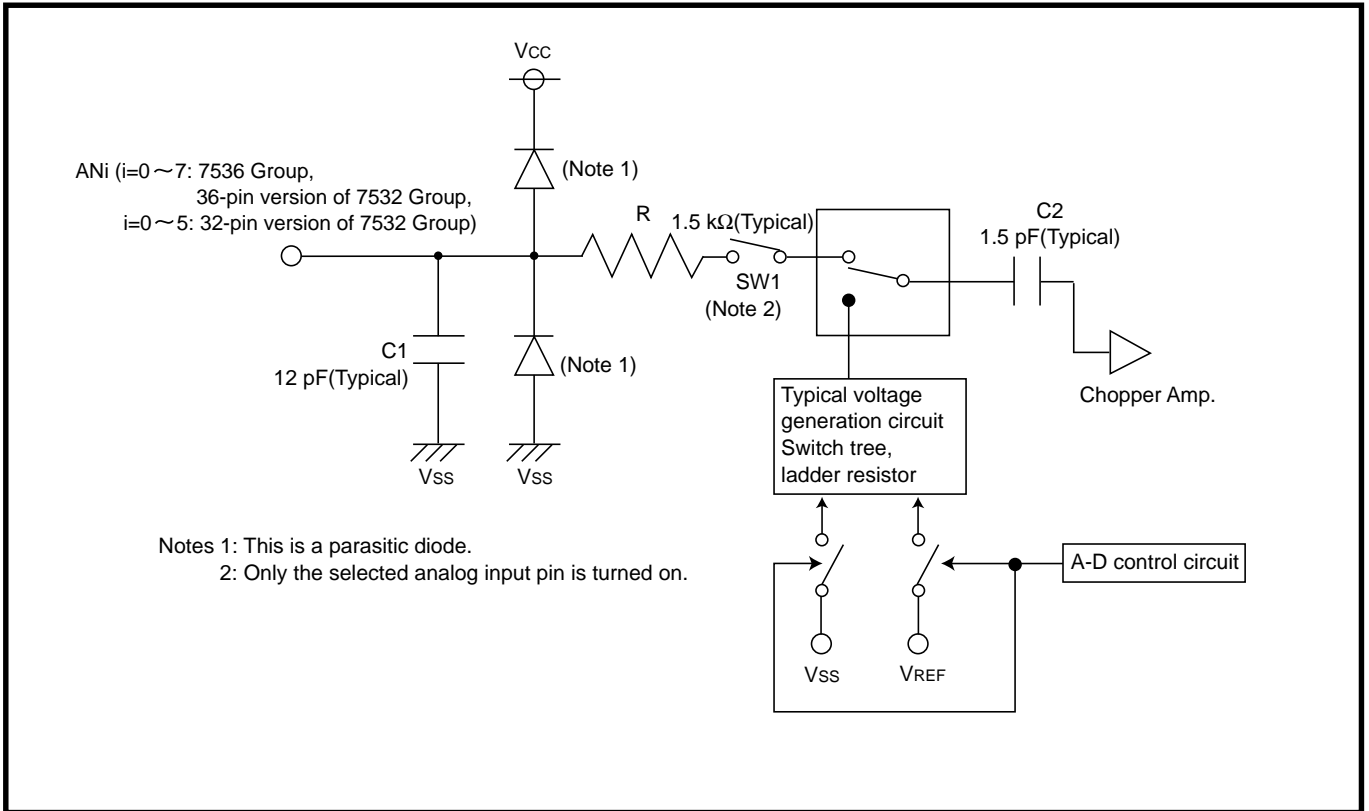 VCC
ANi (i=0～7: 7536 Group,
36-pin version of 7532 Group,
i=0～5: 32-pin version of 7532 Group)
(Note 1)
R
1.5 kΩ(Typical)
SW1
(Note 2)
C2
1.5 pF(Typical)
C1
12 pF(Typical)
(Note 1)
Chopper Amp.
Typical voltage
generation circuit
Switch tree,
ladder resistor
VSS
VSS
Notes 1: This is a parasitic diode.
2: Only the selected analog input pin is turned on.
A-D control circuit
VSS
VREF